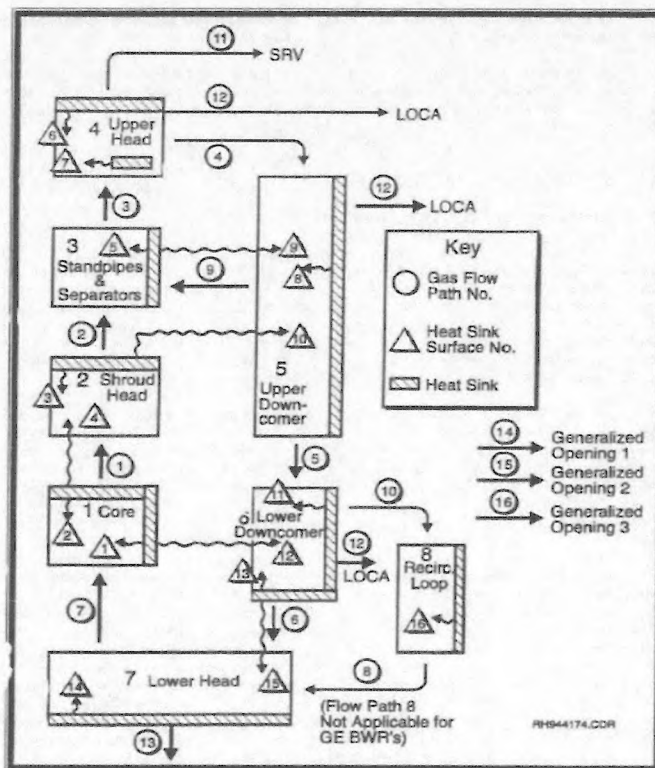 11
SRV
12
LOCA
4 Upper
Head
6
7
4
12
LOCA
3
3
Standpipes
&
Separators
5
9
9
8
10
5
Upper
Down-
comer
Key
Gas Flow
Path No.
Heat Sink
Surface No.
Heat Sink
2
2 Shroud
Head
3
4
1
5
14
Generalized
Opening 1
15
Generalized
Opening 2
16
Generalized
Opening 3
1 Core
2
1
11
6 Lower
Downcomer
12
13
10
12
LOCA
8
Recirc.
Loop
16
7
6
7 Lower Head
14
15
8
(Flow Path 8
Not Applicable for
GE BWR's)
13
RH944174.CDR